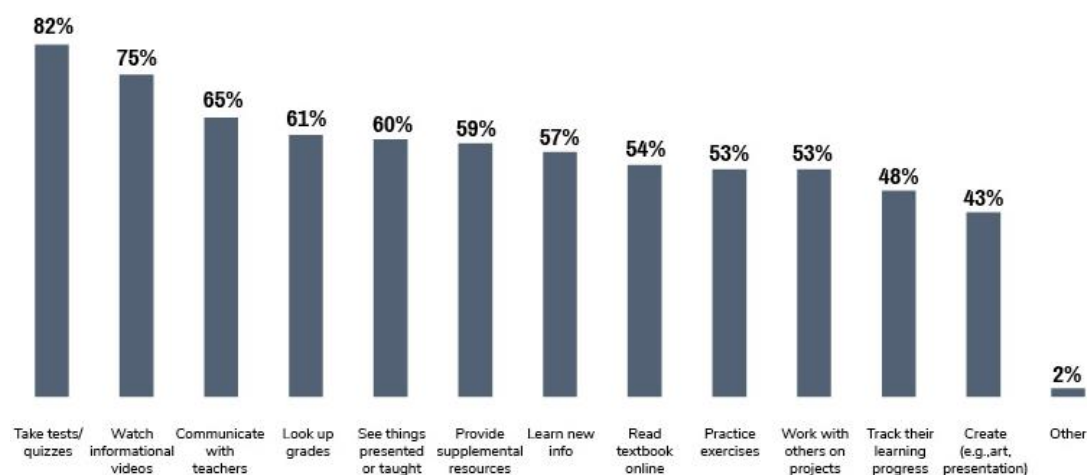 82%
75%
65%
61%
60%
59%
57%
54%
53%
53%
48%
43%
2%
Take tests/
quizzes
Watch
informational
videos
Communicate
with
teachers
Look up
grades
See things
presented
or taught
Provide
supplemental
resources
Learn new
info
Read
textbook
online
Practice
exercises
Work with
others on
projects
Track their
learning
progress
Create
(e.g.,art,
presentation)
Other